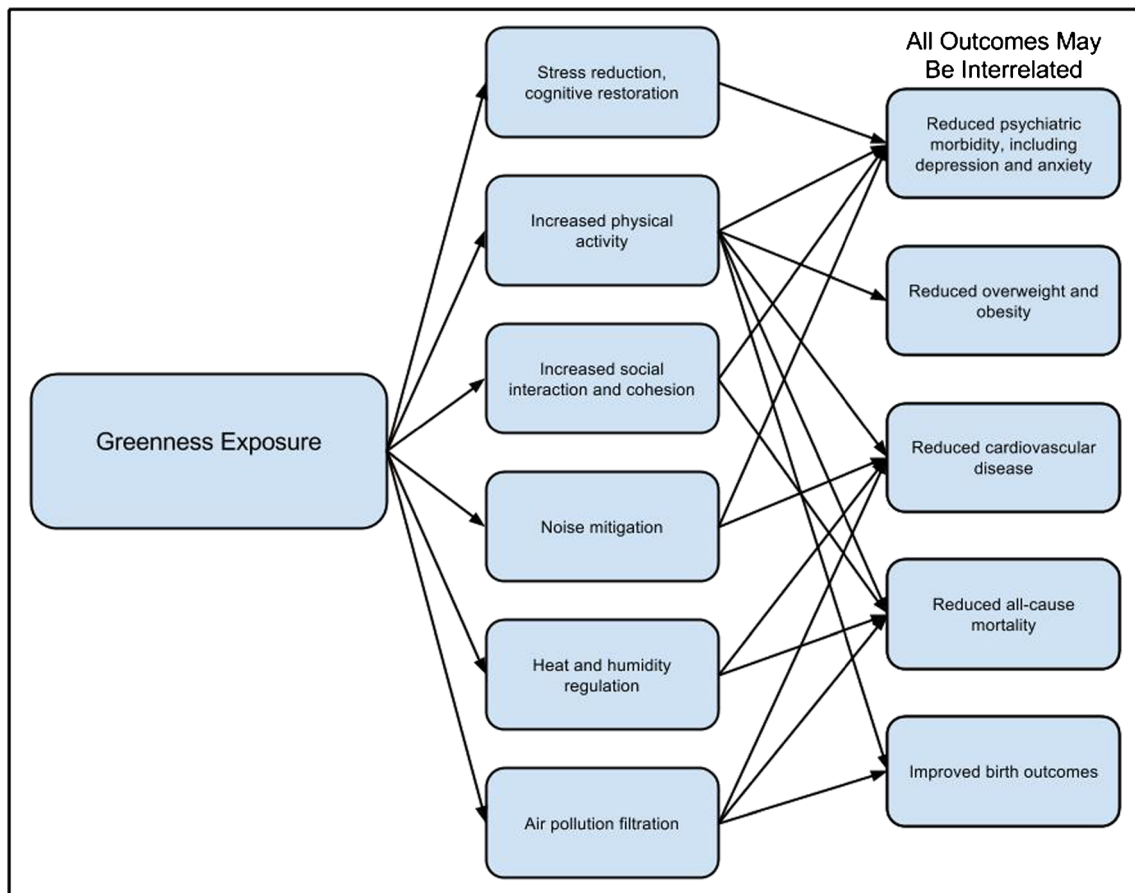 All Outcomes May
Be Interrelated
Greenness Exposure
Stress reduction,
cognitive restoration
Increased physical
activity
Increased social
interaction and cohesion
Noise mitigation
Heat and humidity
regulation
Air pollution filtration
Reduced psychiatric
morbidity, including
depression and anxiety
Reduced overweight and
obesity
Reduced cardiovascular
disease
Reduced all-cause
mortality
Improved birth outcomes